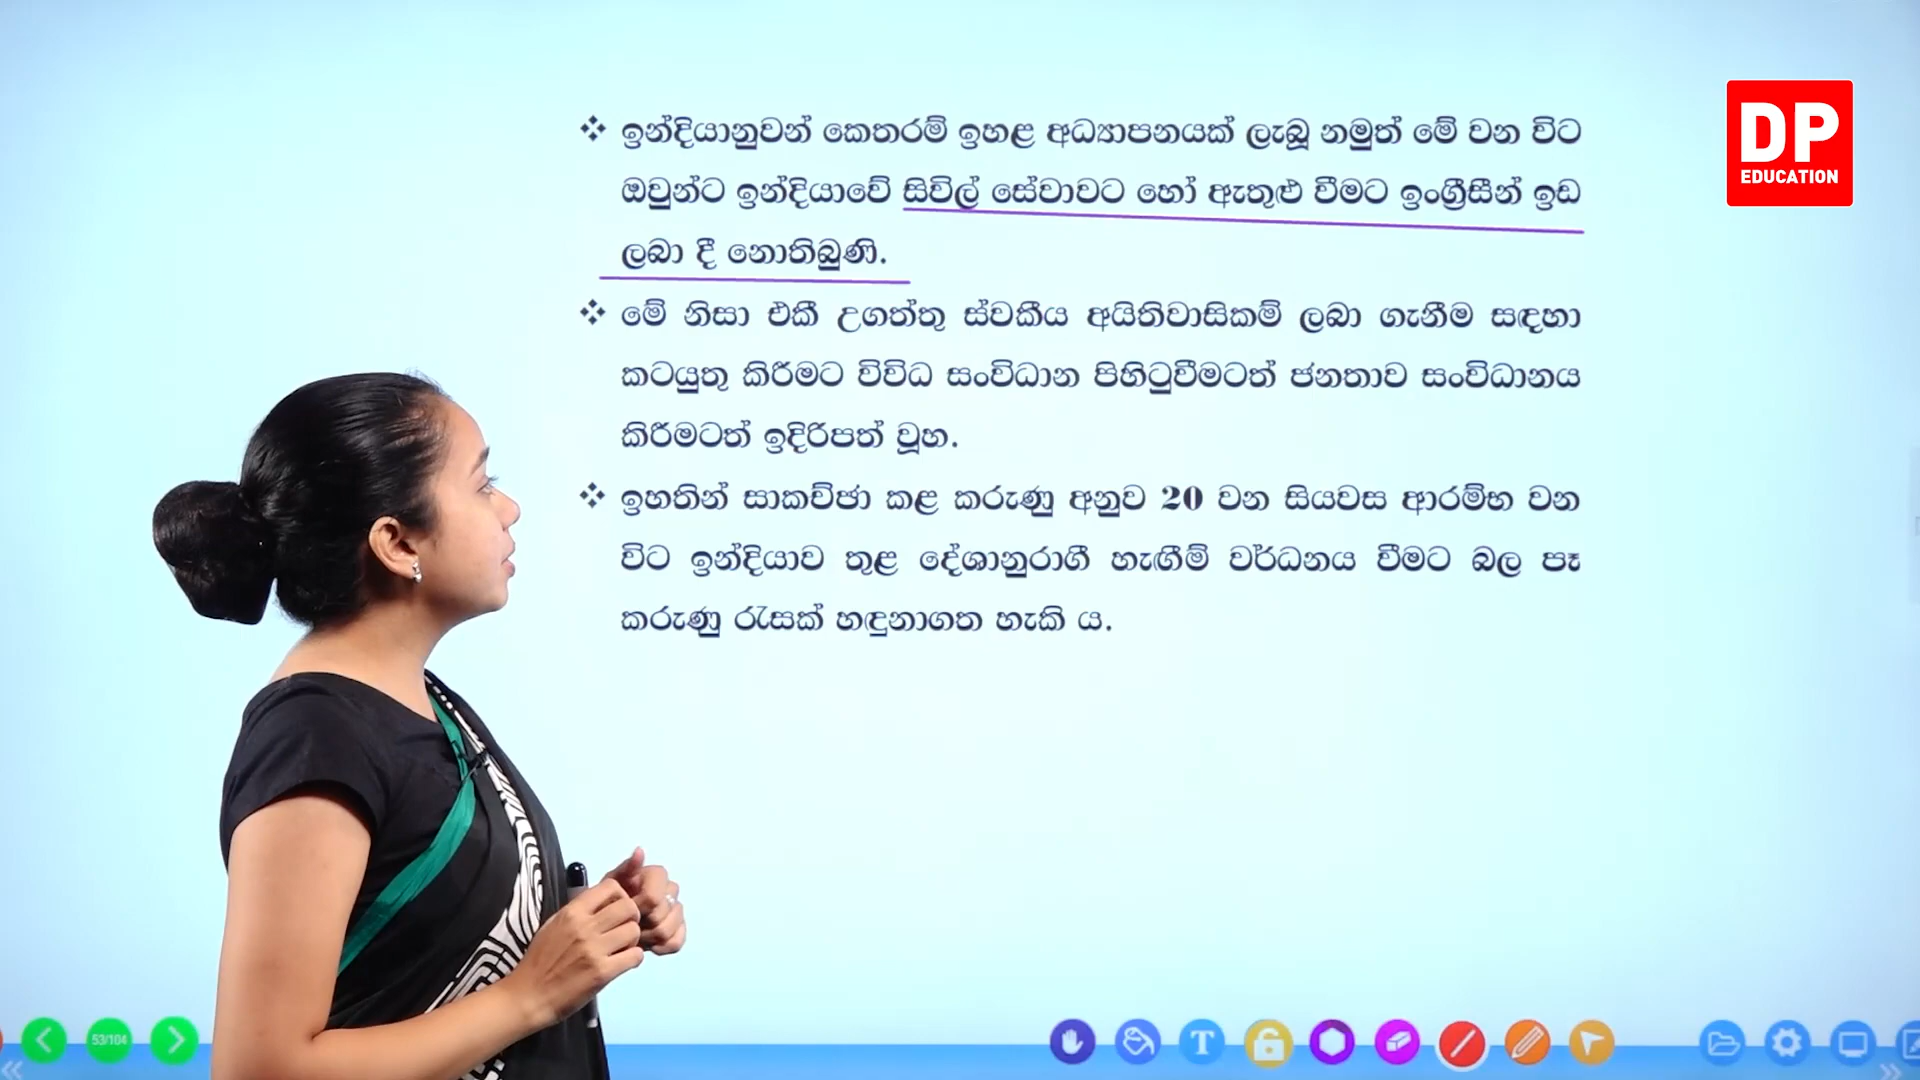 DP
EDUCATION
❖ ඉන්දියානුවන් කෙතරම් ඉහළ අධ්‍යාපනයක් ලැබූ නමුත් මේ වන විට
ඔවුන්ට ඉන්දියාවේ සිවිල් සේවාවට හෝ ඇතුළු වීමට ඉංග්‍රීසීන් ඉඩ
ලබා දී නොතිබුණි.
❖ මේ නිසා එකී උගත්තු ස්වකීය අයිතිවාසිකම් ලබා ගැනීම සඳහා
කටයුතු කිරීමට විවිධ සංවිධාන පිහිටුවීමටත් ජනතාව සංවිධානය
කිරීමටත් ඉදිරිපත් වූහ.
❖ ඉහතින් සාකච්ඡා කළ කරුණු අනුව 20 වන සියවස ආරම්භ වන
විට ඉන්දියාව තුළ දේශානුරාගී හැඟීම් වර්ධනය වීමට බල පෑ
කරුණු රැසක් හඳුනාගත හැකි ය.
53/104
T